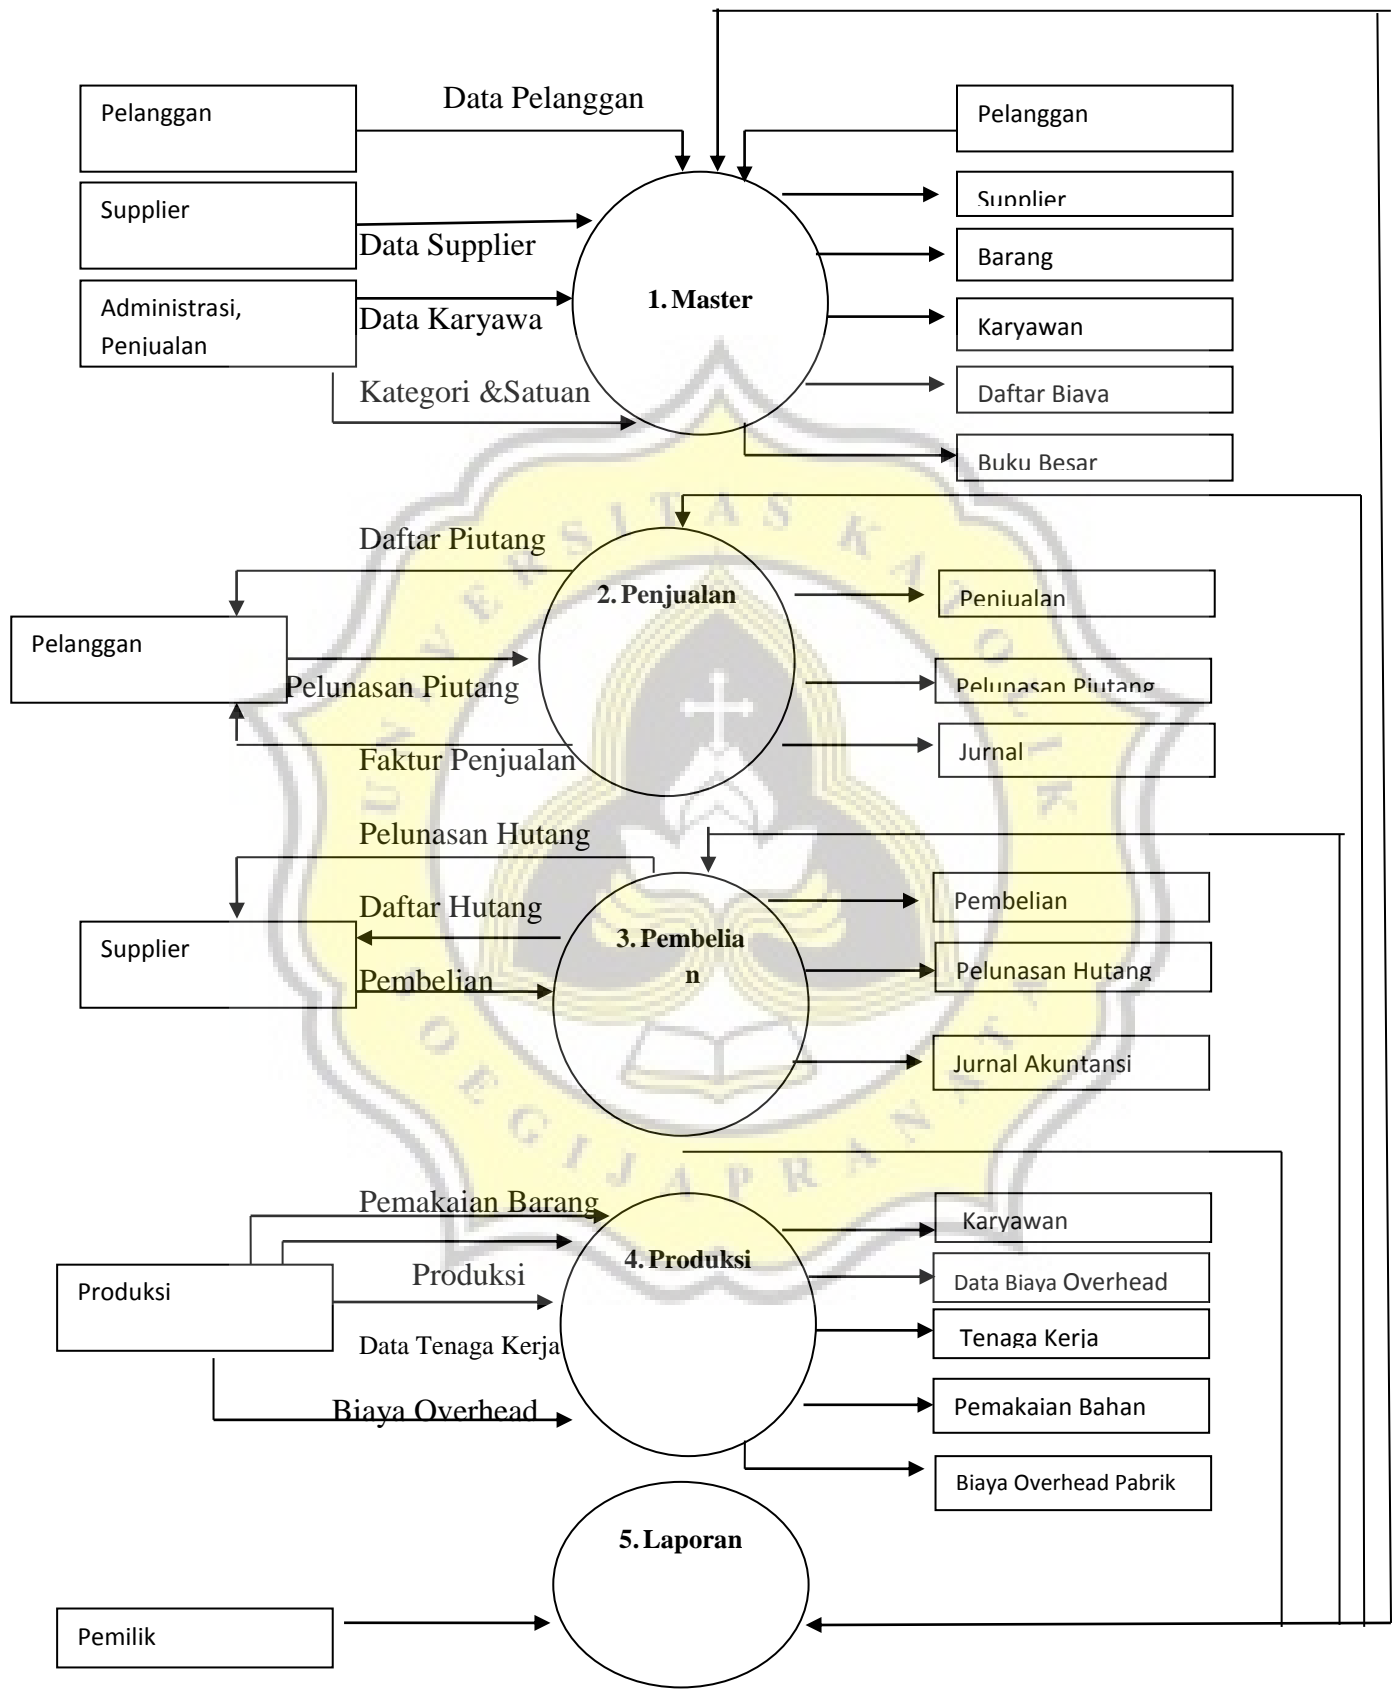 Data Pelanggan
Pelanggan
Pelanggan
Supplier
Supplier
Data Supplier
Barang
Administrasi,
Penjualan
1. Master
Data Karyawa
Karyawan
Kategori &Satuan
Daftar Biaya
Buku Besar
UNIVERSITAS KATOLIK
Daftar Piutang
2. Penjualan
Penjualan
Pelanggan
Pelunasan Piutang
Pelunasan Piutang
Faktur Penjualan
Jurnal
Pelunasan Hutang
Pembelian
Daftar Hutang
3. Pembelia
n
Supplier
Pelunasan Hutang
Pembelian
Jurnal Akuntansi
SOEGIJAPRANATA
Pemakaian Barang
Karyawan
4. Produksi
Produksi
Produksi
Data Biaya Overhead
Data Tenaga Kerja
Tenaga Kerja
Biaya Overhead
Pemakaian Bahan
Biaya Overhead Pabrik
5. Laporan
Pemilik